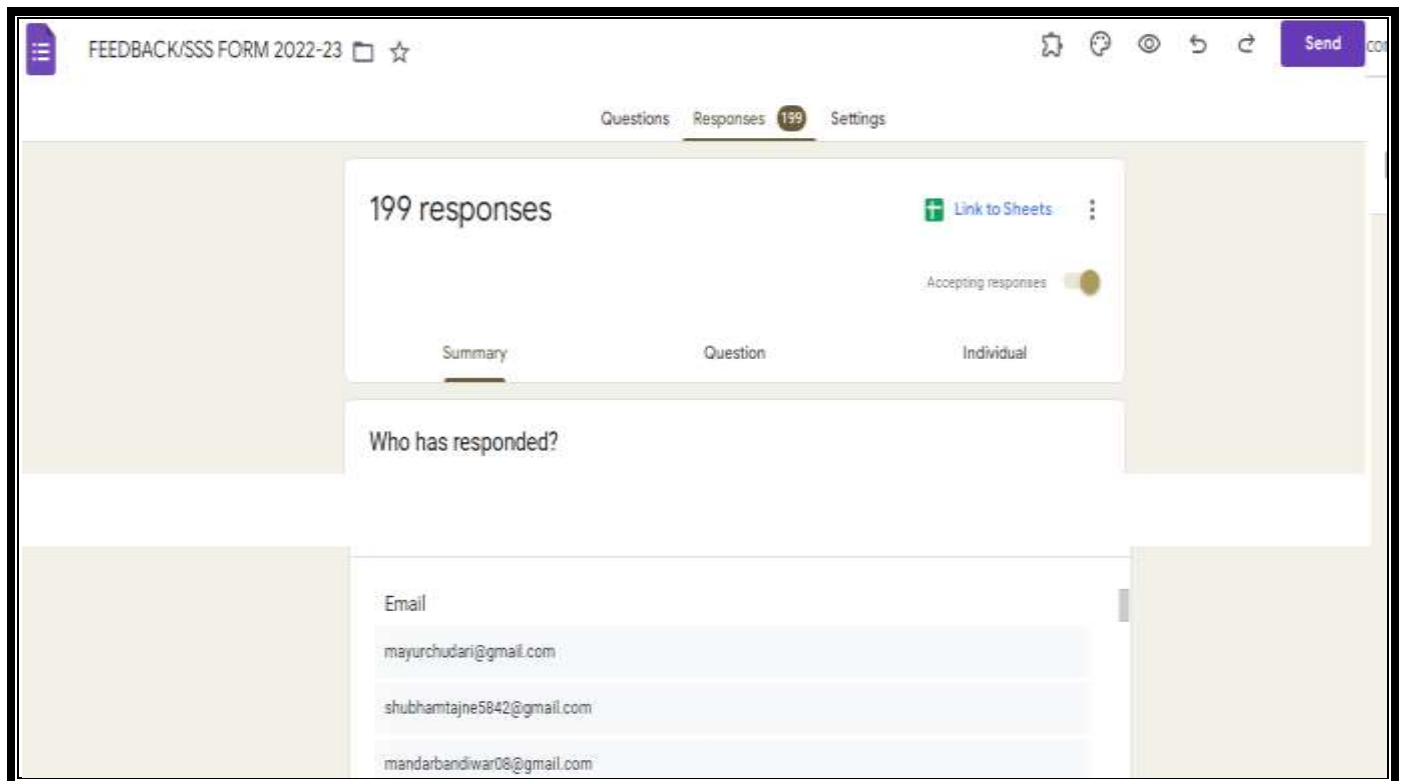 FEEDBACK/SSS FORM 2022-23
Send
Questions Responses 199 Settings
199 responses
Link to Sheets
Accepting responses
Summary Question Individual
Who has responded?
Email
mayurchudari@gmail.com
shubhamtajne5842@gmail.com
mandarbandiwar08@gmail.com